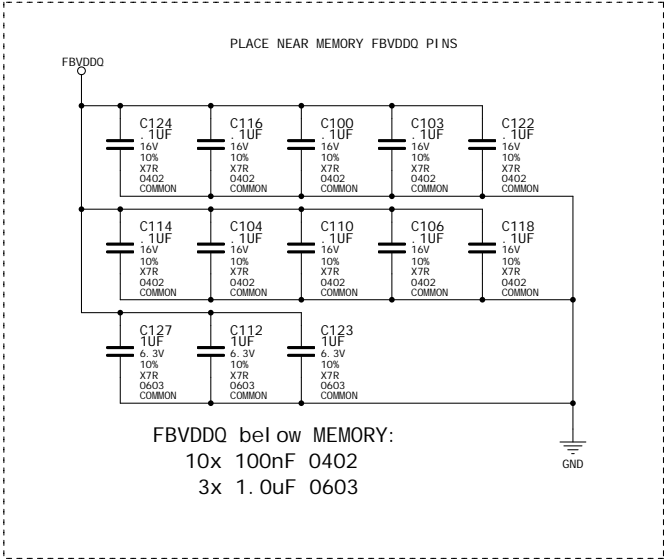 PLACE NEAR MEMORY FBVDDQ PINS
FBVDDQ
C124
.1UF
16V
10%
X7R
0402
COMMON
C116
.1UF
16V
10%
X7R
0402
COMMON
C100
.1UF
16V
10%
X7R
0402
COMMON
C103
.1UF
16V
10%
X7R
0402
COMMON
C122
.1UF
16V
10%
X7R
0402
COMMON
C114
.1UF
16V
10%
X7R
0402
COMMON
C104
.1UF
16V
10%
X7R
0402
COMMON
C110
.1UF
16V
10%
X7R
0402
COMMON
C106
.1UF
16V
10%
X7R
0402
COMMON
C118
.1UF
16V
10%
X7R
0402
COMMON
C127
1UF
6.3V
10%
X7R
0603
COMMON
C112
1UF
6.3V
10%
X7R
0603
COMMON
C123
1UF
6.3V
10%
X7R
0603
COMMON
FBVDDQ below MEMORY:
10x 100nF 0402
3x 1.0uF 0603
GND